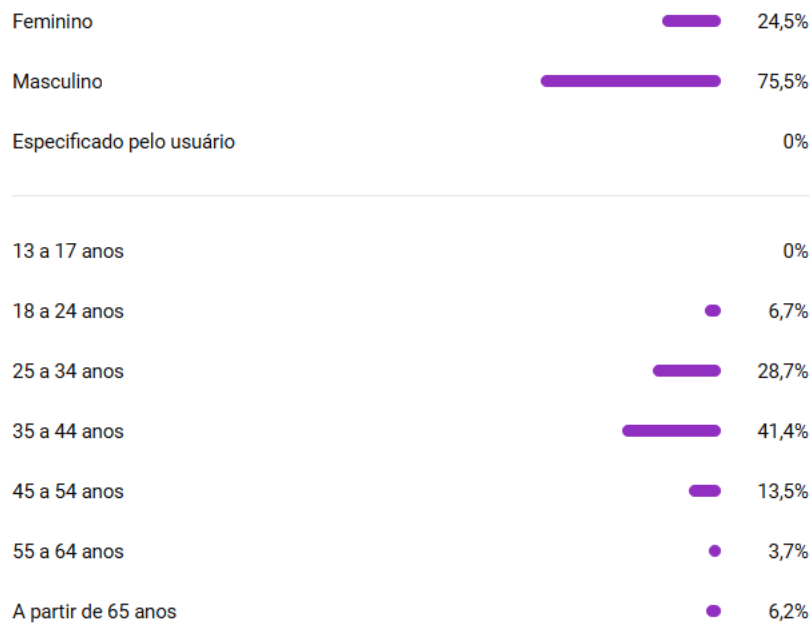 Feminino 24,5%
Masculino 75,5%
Especificado pelo usuário 0%
13 a 17 anos 0%
18 a 24 anos 6,7%
25 a 34 anos 28,7%
35 a 44 anos 41,4%
45 a 54 anos 13,5%
55 a 64 anos 3,7%
A partir de 65 anos 6,2%